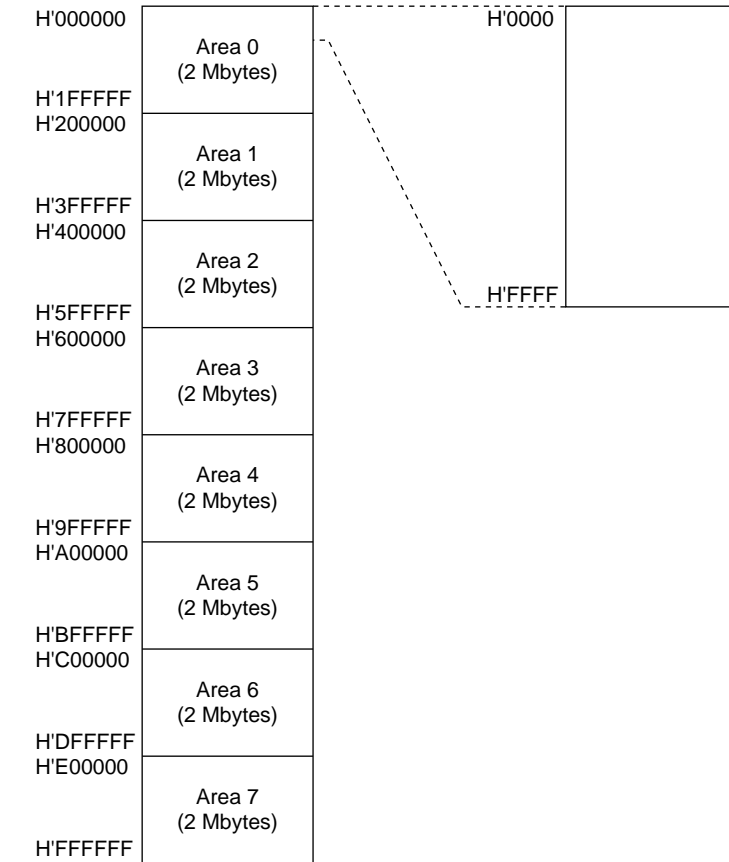 H'000000
Area 0
(2 Mbytes)
H'1FFFFF
H'200000
Area 1
(2 Mbytes)
H'3FFFFF
H'400000
Area 2
(2 Mbytes)
H'5FFFFF
H'600000
Area 3
(2 Mbytes)
H'7FFFFF
H'800000
Area 4
(2 Mbytes)
H'9FFFFF
H'A00000
Area 5
(2 Mbytes)
H'BFFFFF
H'C00000
Area 6
(2 Mbytes)
H'DFFFFF
H'E00000
Area 7
(2 Mbytes)
H'FFFFFF
H'0000
H'FFFF